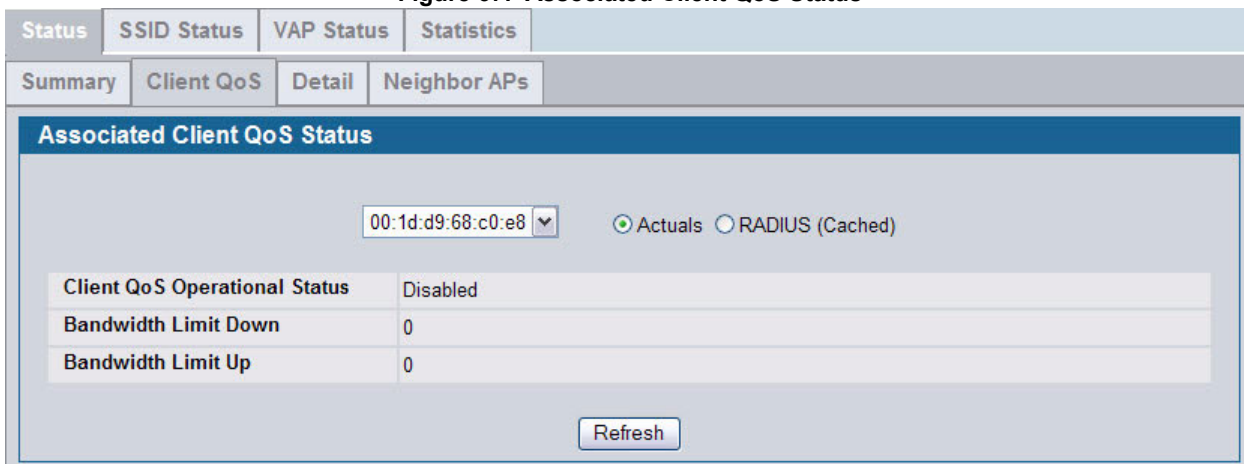 Status SSID Status VAP Status Statistics
Summary Client QoS Detail Neighbor APs
Associated Client QoS Status
00:1d:d9:68:c0:e8 Actuals RADIUS (Cached)
Client QoS Operational Status Disabled
Bandwidth Limit Down 0
Bandwidth Limit Up 0
Refresh